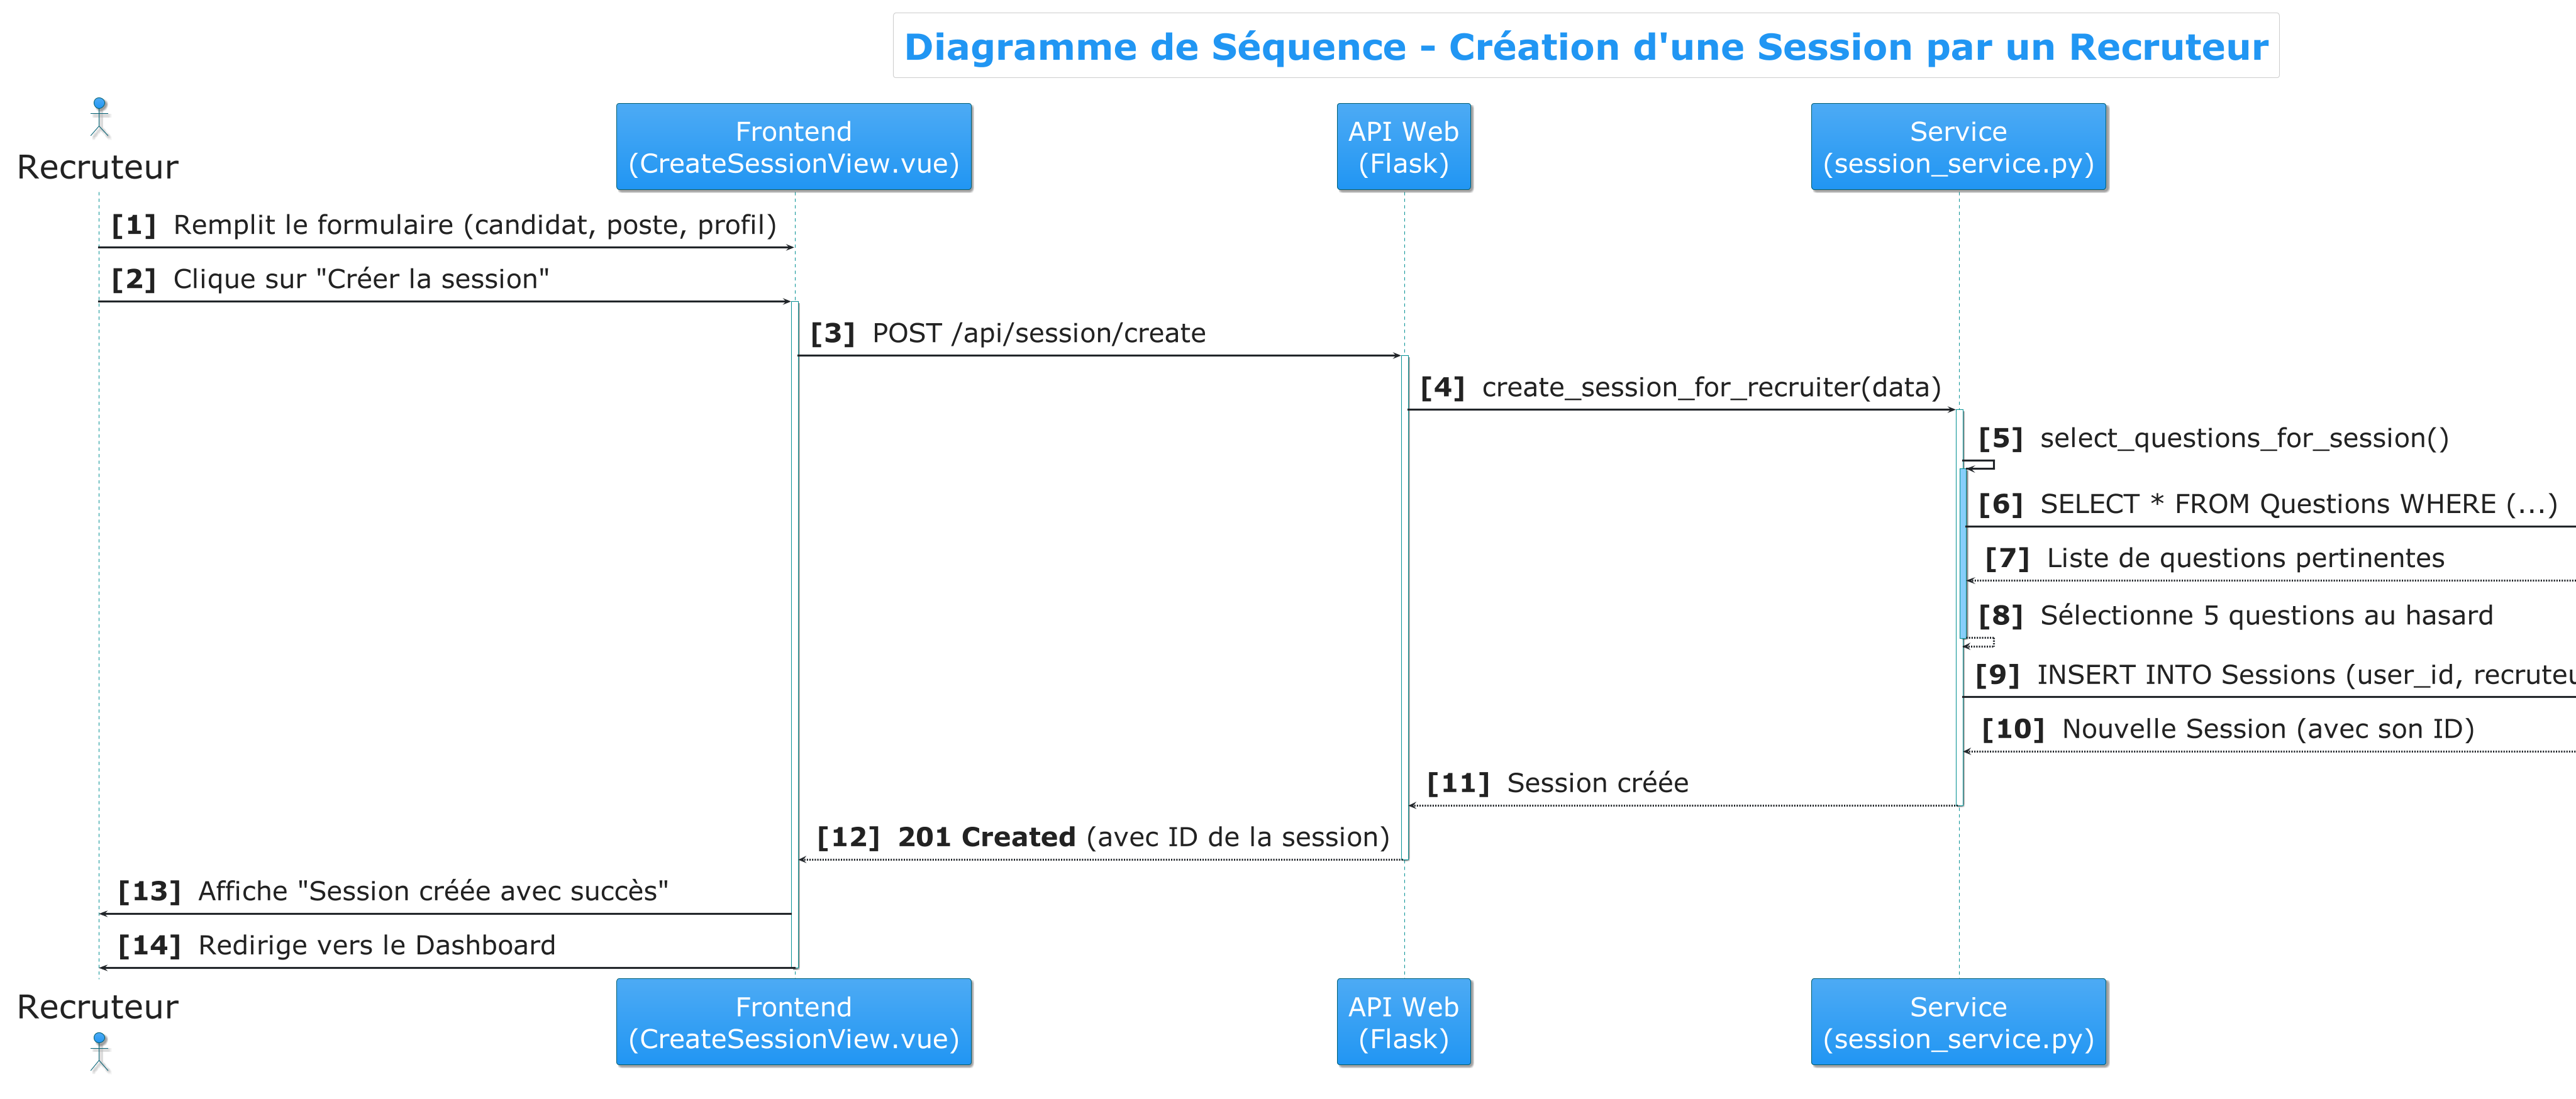 Diagramme de Séquence - Création d'une Session par un Recruteur
Recruteur
Frontend
(CreateSessionView.vue)
API Web
(Flask)
Service
(session_service.py)
[1] Remplit le formulaire (candidat, poste, profil)
[2] Clique sur "Créer la session"
[3] POST /api/session/create
[4] create_session_for_recruiter(data)
[5] select_questions_for_session()
[6] SELECT * FROM Questions WHERE (...)
[7] Liste de questions pertinentes
[8] Sélectionne 5 questions au hasard
[9] INSERT INTO Sessions (user_id,
[10] Nouvelle Session (avec son ID)
[11] Session créée
[12] 201 Created (avec ID de la session)
[13] Affiche "Session créée avec succès"
[14] Redirige vers le Dashboard
Recruteur
Frontend
(CreateSessionView.vue)
API Web
(Flask)
Service
(session_service.py)